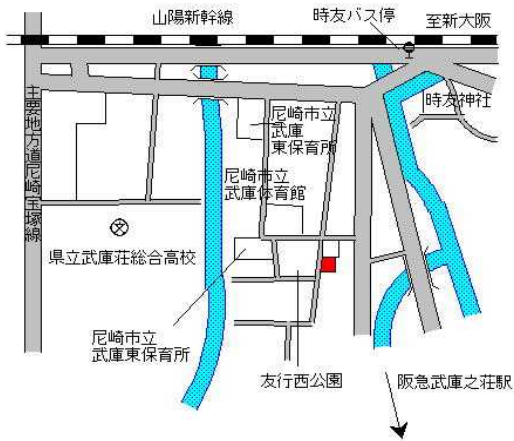 山陽新幹線
時友バス停
至新大阪
主要地方道尼崎宝塚線
尼崎市立
武庫
東保育所
時友神社
尼崎市立
武庫体育館
県立武庫荘総合高校
尼崎市立
武庫東保育所
友行西公園
阪急武庫之荘駅